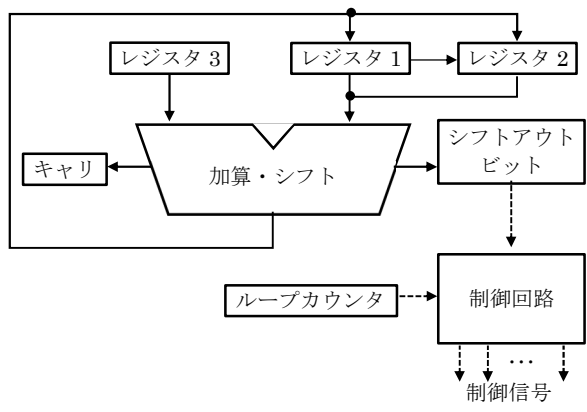 レジスタ 3
レジスタ 1
レジスタ 2
キャリ
加算・シフト
シフトアウト
ビット
ループカウンタ
制御回路
…
制御信号